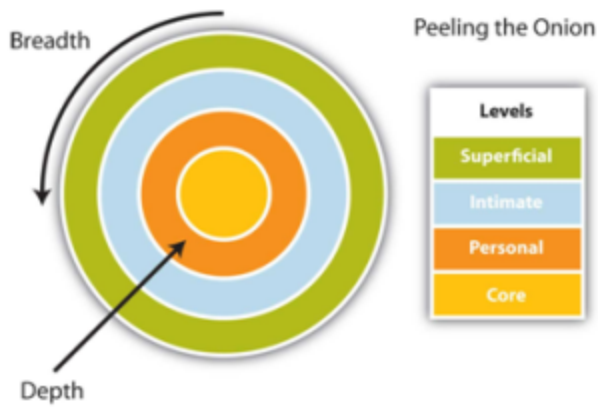 Breadth
Peeling the Onion
Levels
Superficial
Intimate
Personal
Core
Depth